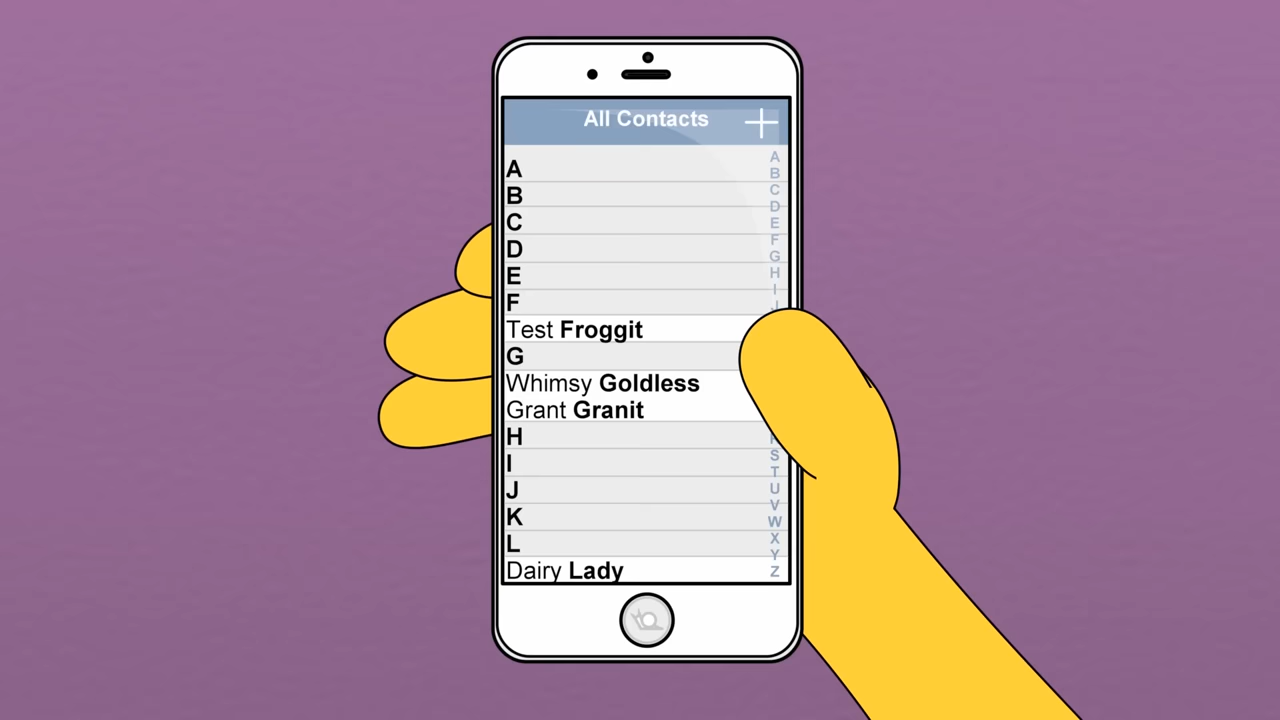 All Contacts
A
B
C
D
E
F
Test Froggit
G
Whimsy Goldless
Grant Granit
H
I
J
K
L
Dairy Lady
A
B
C
D
E
F
G
H
I
J
S
T
U
V
W
X
Y
Z